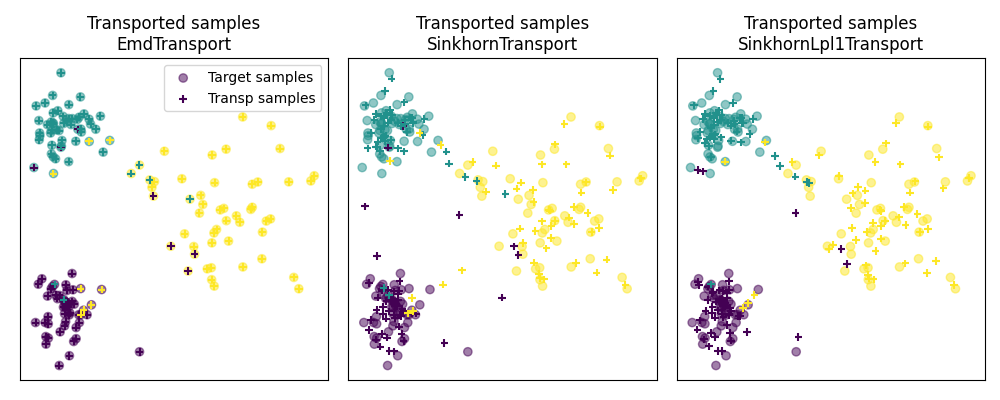 Transported samples
EmdTransport
Transported samples
SinkhornTransport
Transported samples
SinkhornLpl1Transport
Target samples
Transp samples